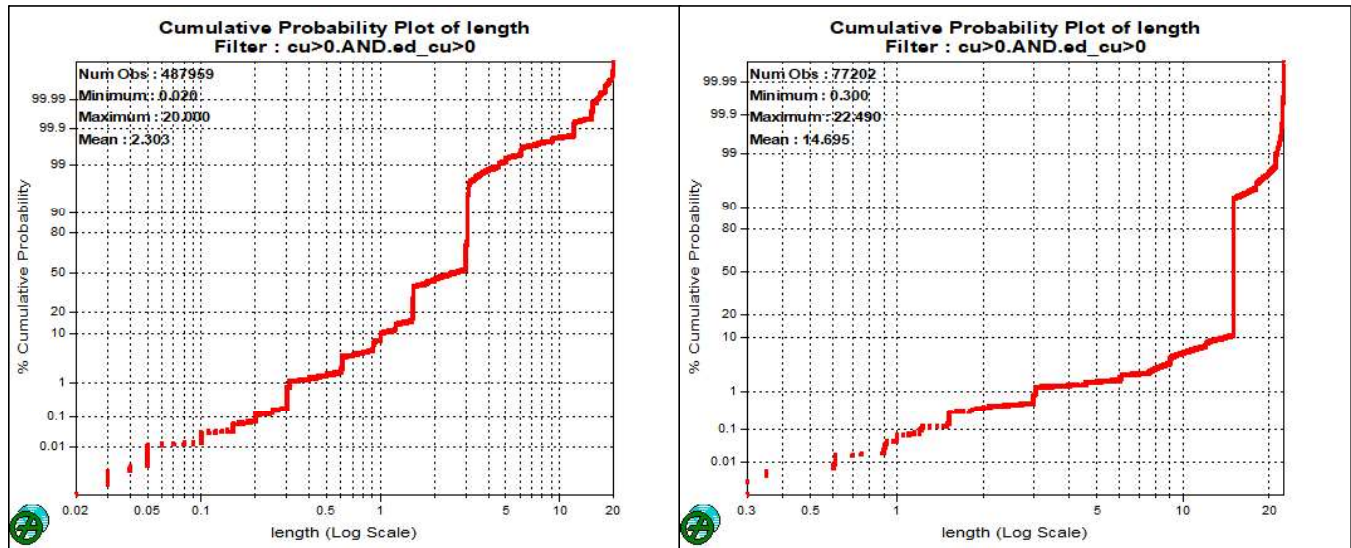 Cumulative Probability Plot of length
Filter : cu>0.AND.ed_cu>0
Num Obs : 487959
Minimum : 0.020
Maximum : 20.000
Mean : 2.303
99.99
99.9
99
90
80
50
20
10
1
0.1
0.01
% Cumulative Probability
0.02 0.05 0.1 0.5 1 5 10 20
length (Log Scale)
Cumulative Probability Plot of length
Filter : cu>0.AND.ed_cu>0
Num Obs : 77202
Minimum : 0.300
Maximum : 22.490
Mean : 14.695
99.99
99.9
99
90
80
50
20
10
1
0.1
0.01
% Cumulative Probability
0.3 0.5 1 5 10 20
length (Log Scale)